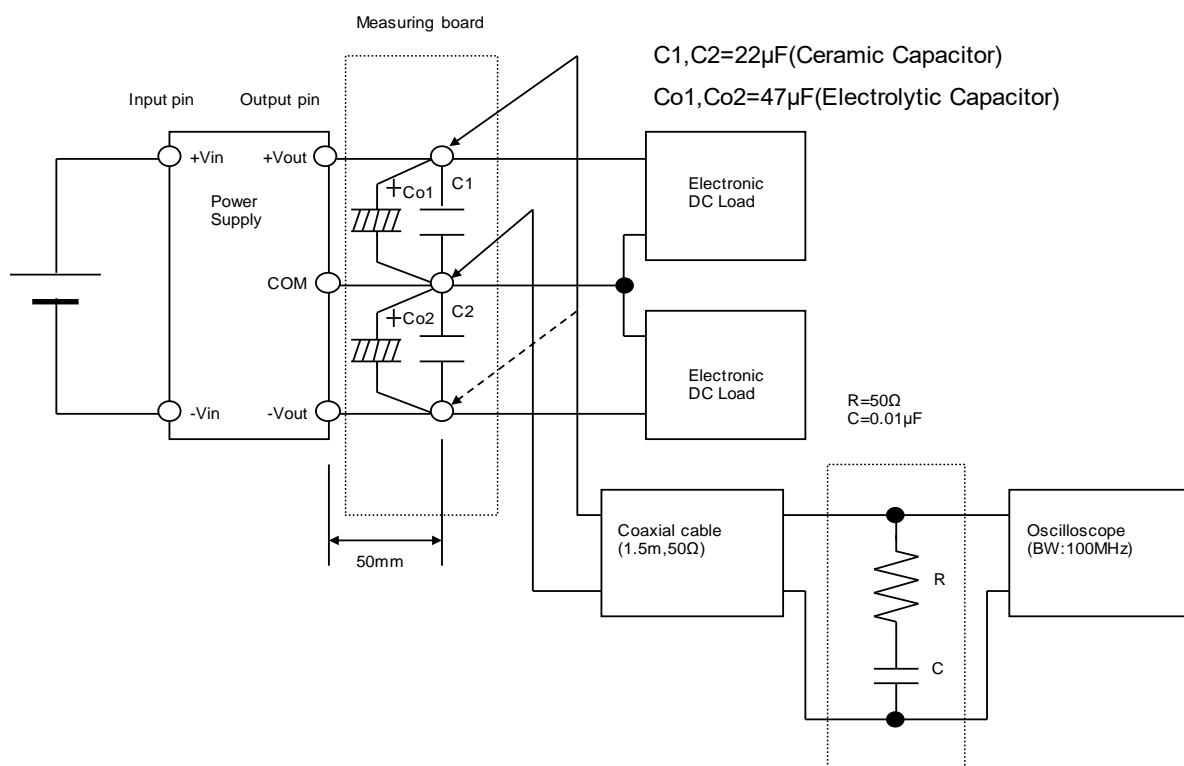 Measuring board
C1,C2=22µF(Ceramic Capacitor)
Co1,Co2=47µF(Electrolytic Capacitor)
Input pin
Output pin
+Vin
+Vout
Power
Supply
+Co1
C1
Electronic
DC Load
COM
+Co2
C2
-Vin
-Vout
Electronic
DC Load
R=50Ω
C=0.01µF
50mm
Coaxial cable
(1.5m,50Ω)
R
C
Oscilloscope
(BW:100MHz)